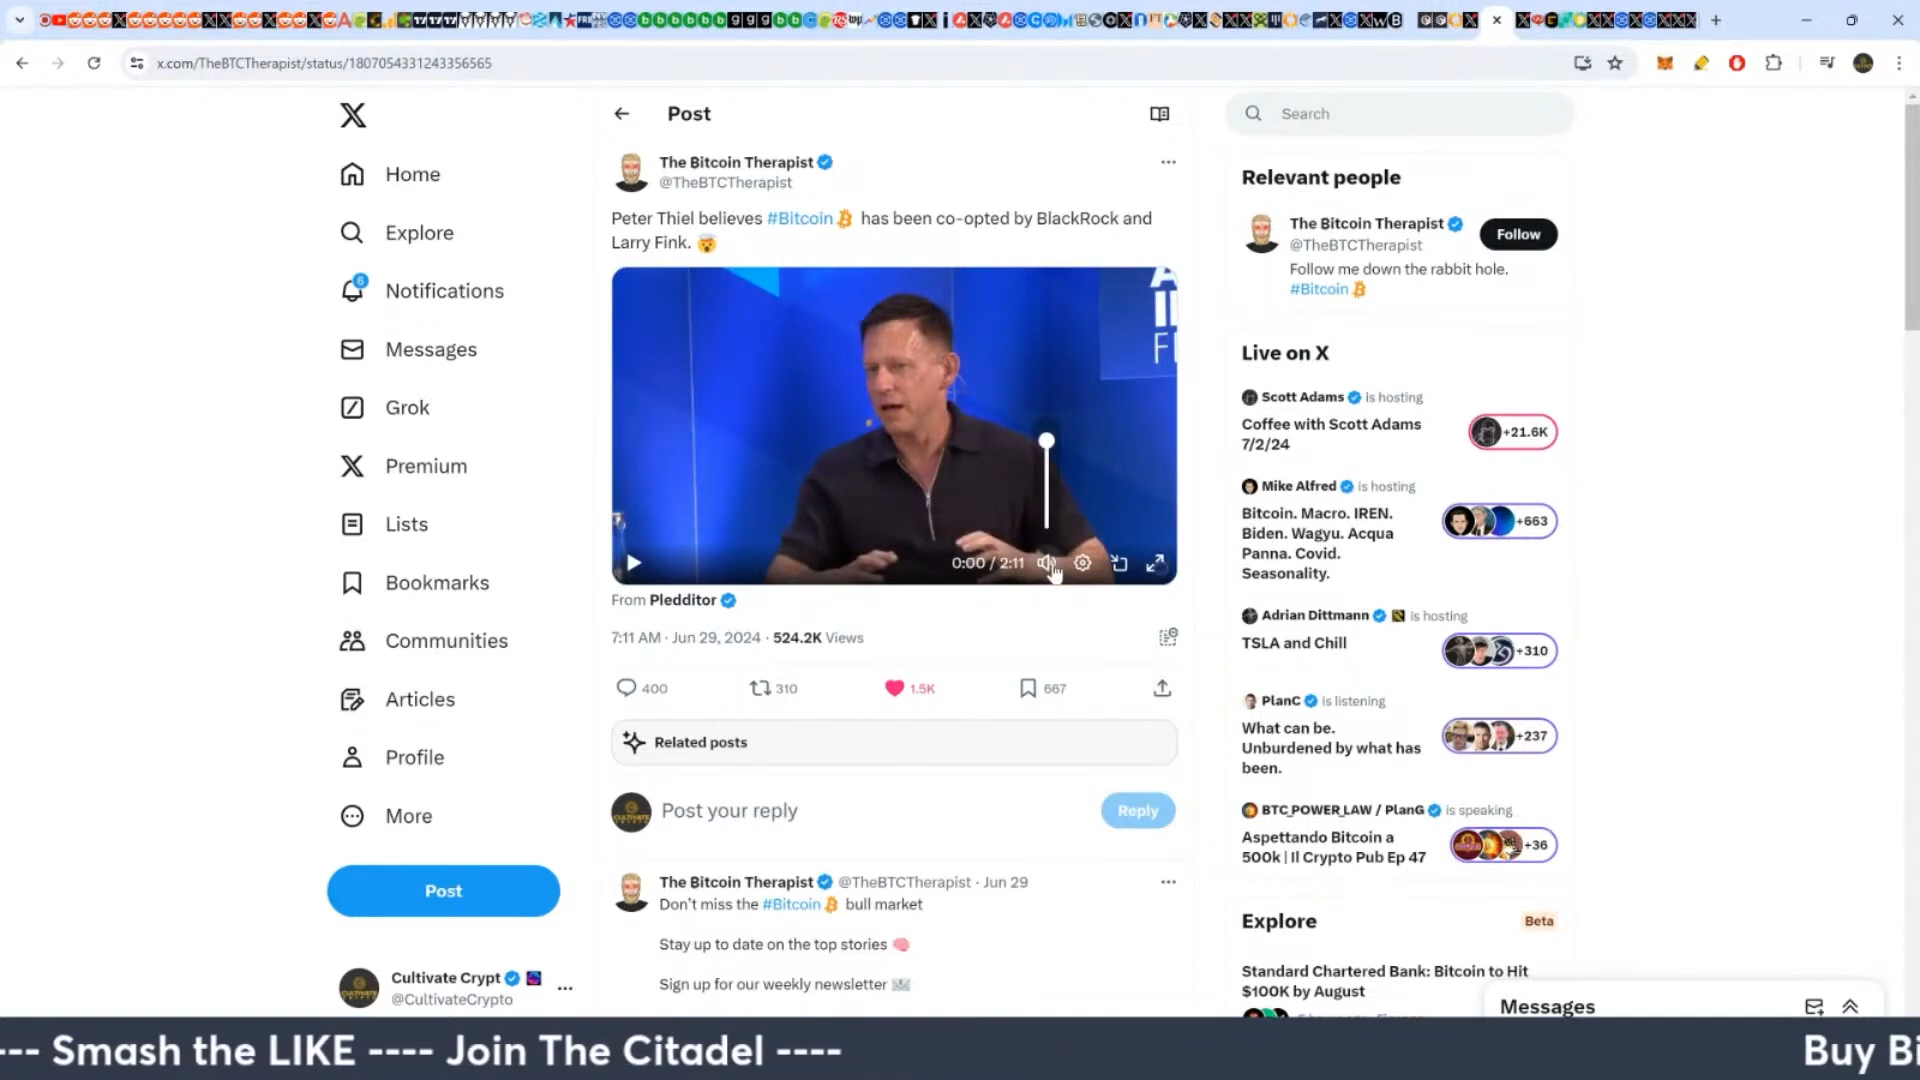 x.com/TheBTCTherapist/status/1807054331243356565
Home
Explore
6
Notifications
Messages
Grok
Premium
Lists
Bookmarks
Communities
Articles
Profile
More
Post
Cultivate Crypt
@CultivateCrypto
Post
The Bitcoin Therapist
@TheBTCTherapist
Peter Thiel believes #Bitcoin has been co-opted by BlackRock and
Larry Fink. 🤯
0:00 / 2:11
From Pledditor
7:11 AM · Jun 29, 2024 · 524.2K Views
400 310 1.5K 667
Related posts
Post your reply
Reply
The Bitcoin Therapist @TheBTCTherapist · Jun 29
Don't miss the #Bitcoin bull market
Stay up to date on the top stories 🧠
Sign up for our weekly newsletter 📨
Search
Relevant people
The Bitcoin Therapist
@TheBTCTherapist
Follow
Follow me down the rabbit hole.
#Bitcoin
Live on X
Scott Adams is hosting
Coffee with Scott Adams
7/2/24
+21.6K
Mike Alfred is hosting
Bitcoin. Macro. IREN.
Biden. Wagyu. Acqua
Panna. Covid.
Seasonality.
+663
Adrian Dittmann is hosting
TSLA and Chill
+310
PlanC is listening
What can be.
Unburdened by what has
been.
+237
BTC_POWER_LAW / PlanG is speaking
Aspettando Bitcoin a
500k | Il Crypto Pub Ep 47
+36
Explore
Beta
Standard Chartered Bank: Bitcoin to Hit
$100K by August
Messages
--- Smash the LIKE ---- Join The Citadel ---- Buy Bi